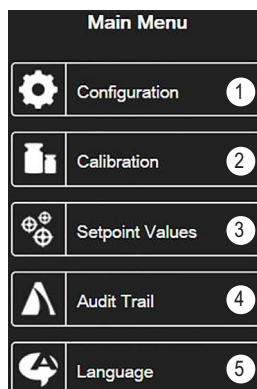 Main Menu
Configuration 1
Calibration 2
Setpoint Values 3
Audit Trail 4
Language 5